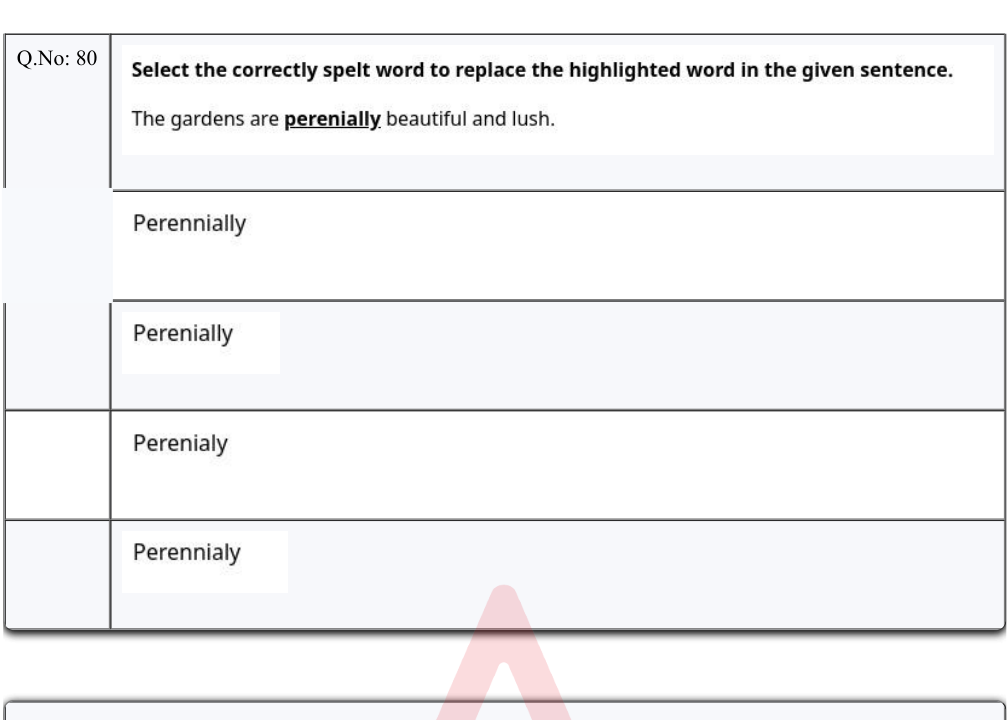 Q.No: 80
Select the correctly spelt word to replace the highlighted word in the given sentence.
The gardens are perenially beautiful and lush.
Perennially
Perenially
Perenialy
Perennialy